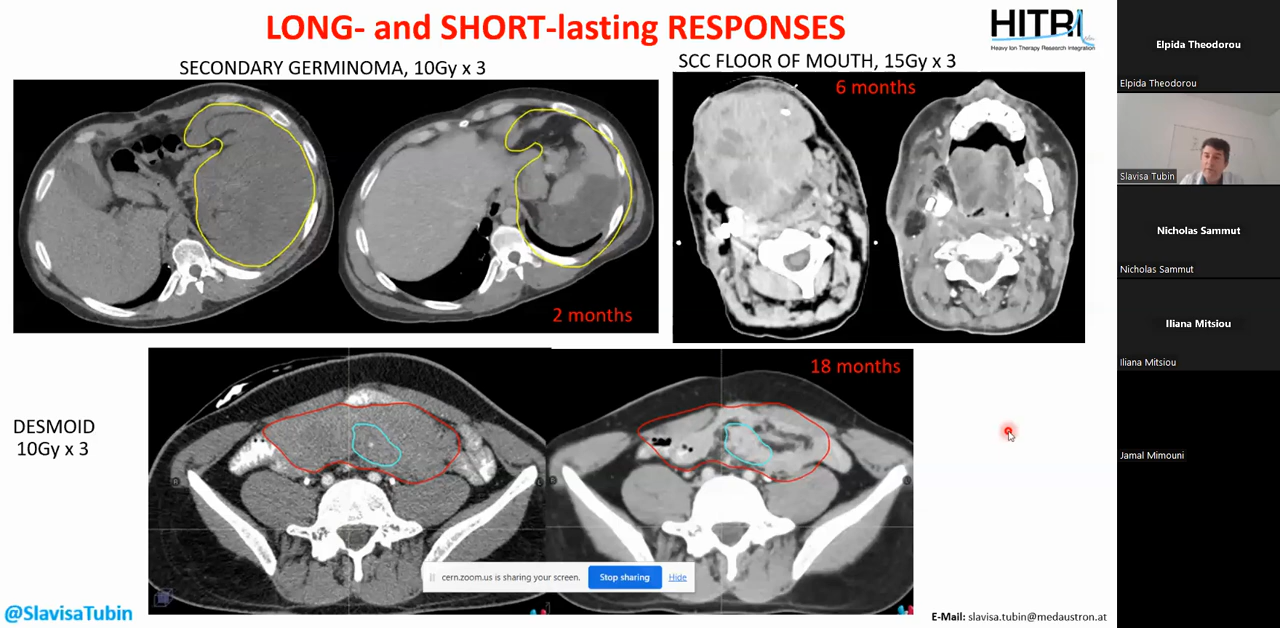 LONG- and SHORT-lasting RESPONSES
HITRI
Heavy Ion Therapy Research Integration
SECONDARY GERMINOMA, 10Gy x 3
SCC FLOOR OF MOUTH, 15Gy x 3
6 months
2 months
DESMOID
10Gy x 3
18 months
cern.zoom.us is sharing your screen.
Stop sharing
Hide
@SlavisaTubin
E-Mail: slavisa.tubin@medaustron.at
Elpida Theodorou
Elpida Theodorou
Slavisa Tubin
Nicholas Sammut
Nicholas Sammut
Iliana Mitsiou
Iliana Mitsiou
Jamal Mimouni